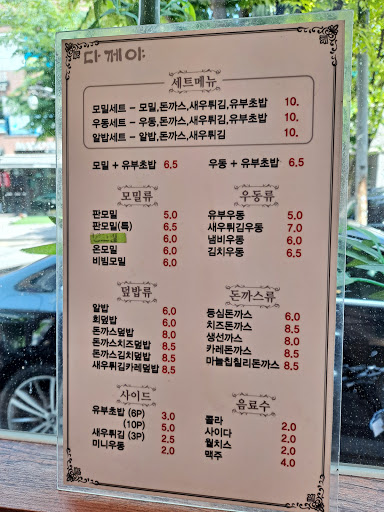 다께야
세트메뉴
모밀세트 - 모밀,돈까스,새우튀김,유부초밥 10.
우동세트 - 우동,돈까스,새우튀김,유부초밥 10.
알밥세트 - 알밥,돈까스,새우튀김 10.
모밀 + 유부초밥 6.5
우동 + 유부초밥 6.5
모밀류
판모밀 5.0
판모밀(특) 6.5
6.0
온모밀 6.0
비빔모밀 6.0
우동류
유부우동 5.0
새우튀김우동 7.0
냄비우동 6.0
김치우동 6.5
덮밥류
알밥 6.0
회덮밥 6.0
돈까스덮밥 8.0
돈까스치즈덮밥 8.5
돈까스김치덮밥 8.5
새우튀김카레덮밥 8.5
돈까스류
등심돈까스 6.0
치즈돈까스 8.5
생선까스 8.0
카레돈까스 8.5
마늘칩칠리돈까스 8.5
사이드
유부초밥 (6P) 3.0
(10P) 5.0
새우튀김 (3P) 2.5
미니우동 2.0
음료수
콜라 2.0
사이다 2.0
웰치스 2.0
맥주 4.0